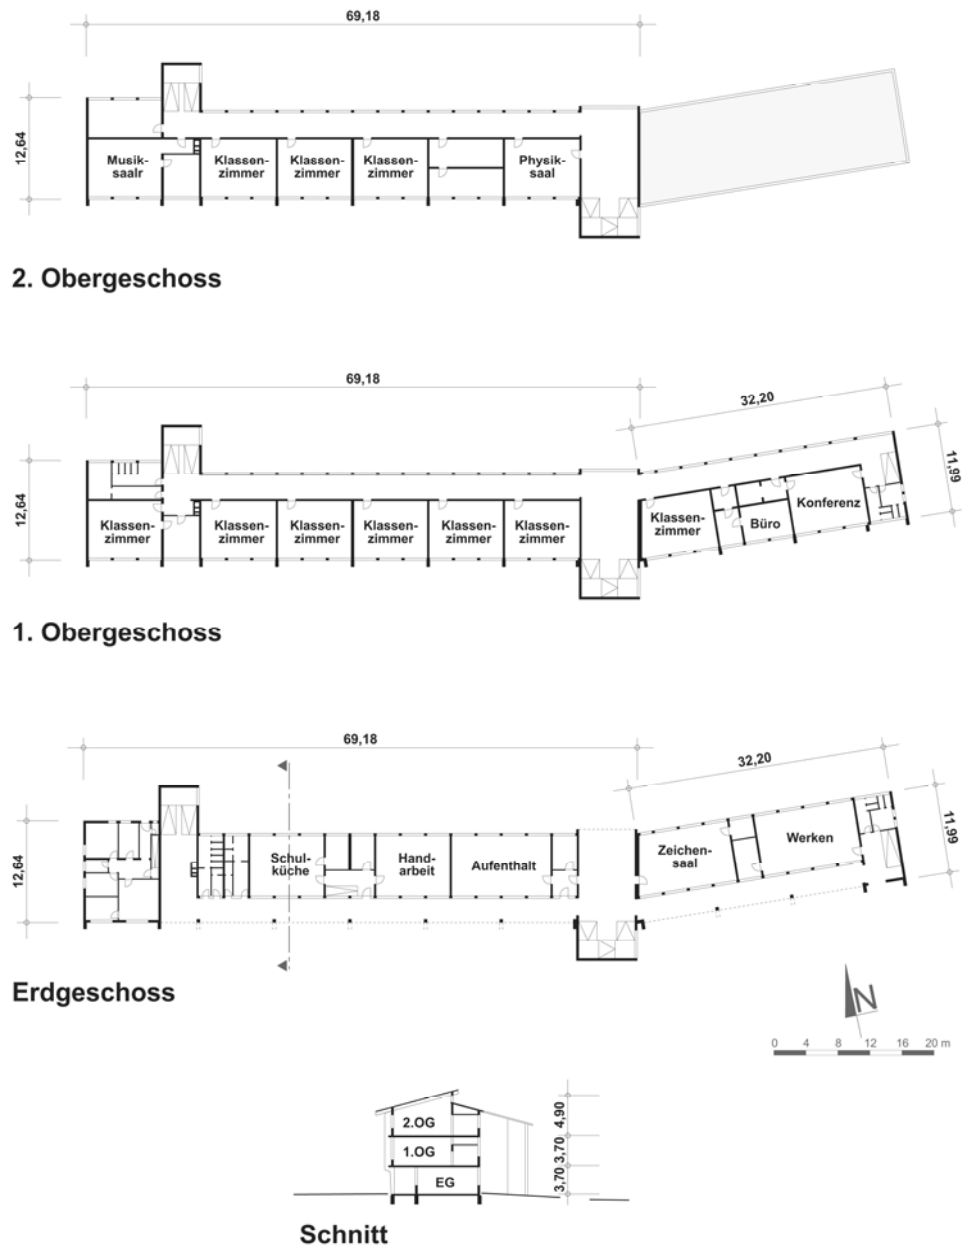 69,18
12,64
Musik-
saalr
Klassen-
zimmer
Klassen-
zimmer
Klassen-
zimmer
Physik-
saal
2. Obergeschoss
69,18
32,20
12,64
11,99
Klassen-
zimmer
Klassen-
zimmer
Klassen-
zimmer
Klassen-
zimmer
Klassen-
zimmer
Klassen-
zimmer
Klassen-
zimmer
Büro
Konferenz
1. Obergeschoss
69,18
32,20
12,64
11,99
Schul-
küche
Hand-
arbeit
Aufenthalt
Zeichen-
saal
Werken
Erdgeschoss
N
0 4 8 12 16 20 m
2.OG
1.OG
EG
4,90
3,70
3,70
Schnitt